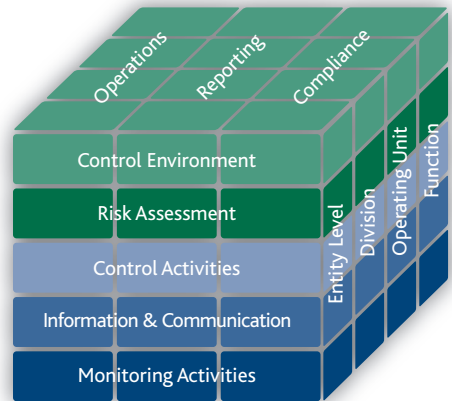 Operations
Reporting
Compliance
Control Environment
Risk Assessment
Control Activities
Information & Communication
Monitoring Activities
Entity Level
Division
Operating Unit
Function